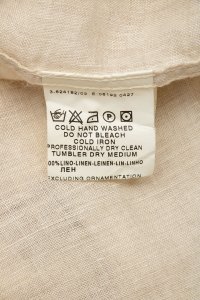 COLD HAND WASHED
DO NOT BLEACH
COLD IRON
PROFESSIONALLY DRY CLEAN
TUMBLER DRY MEDIUM
100%LINO-LINEN-LEINEN-LIN-LINHO
ЛЕН
EXCLUDING ORNAMENTATION